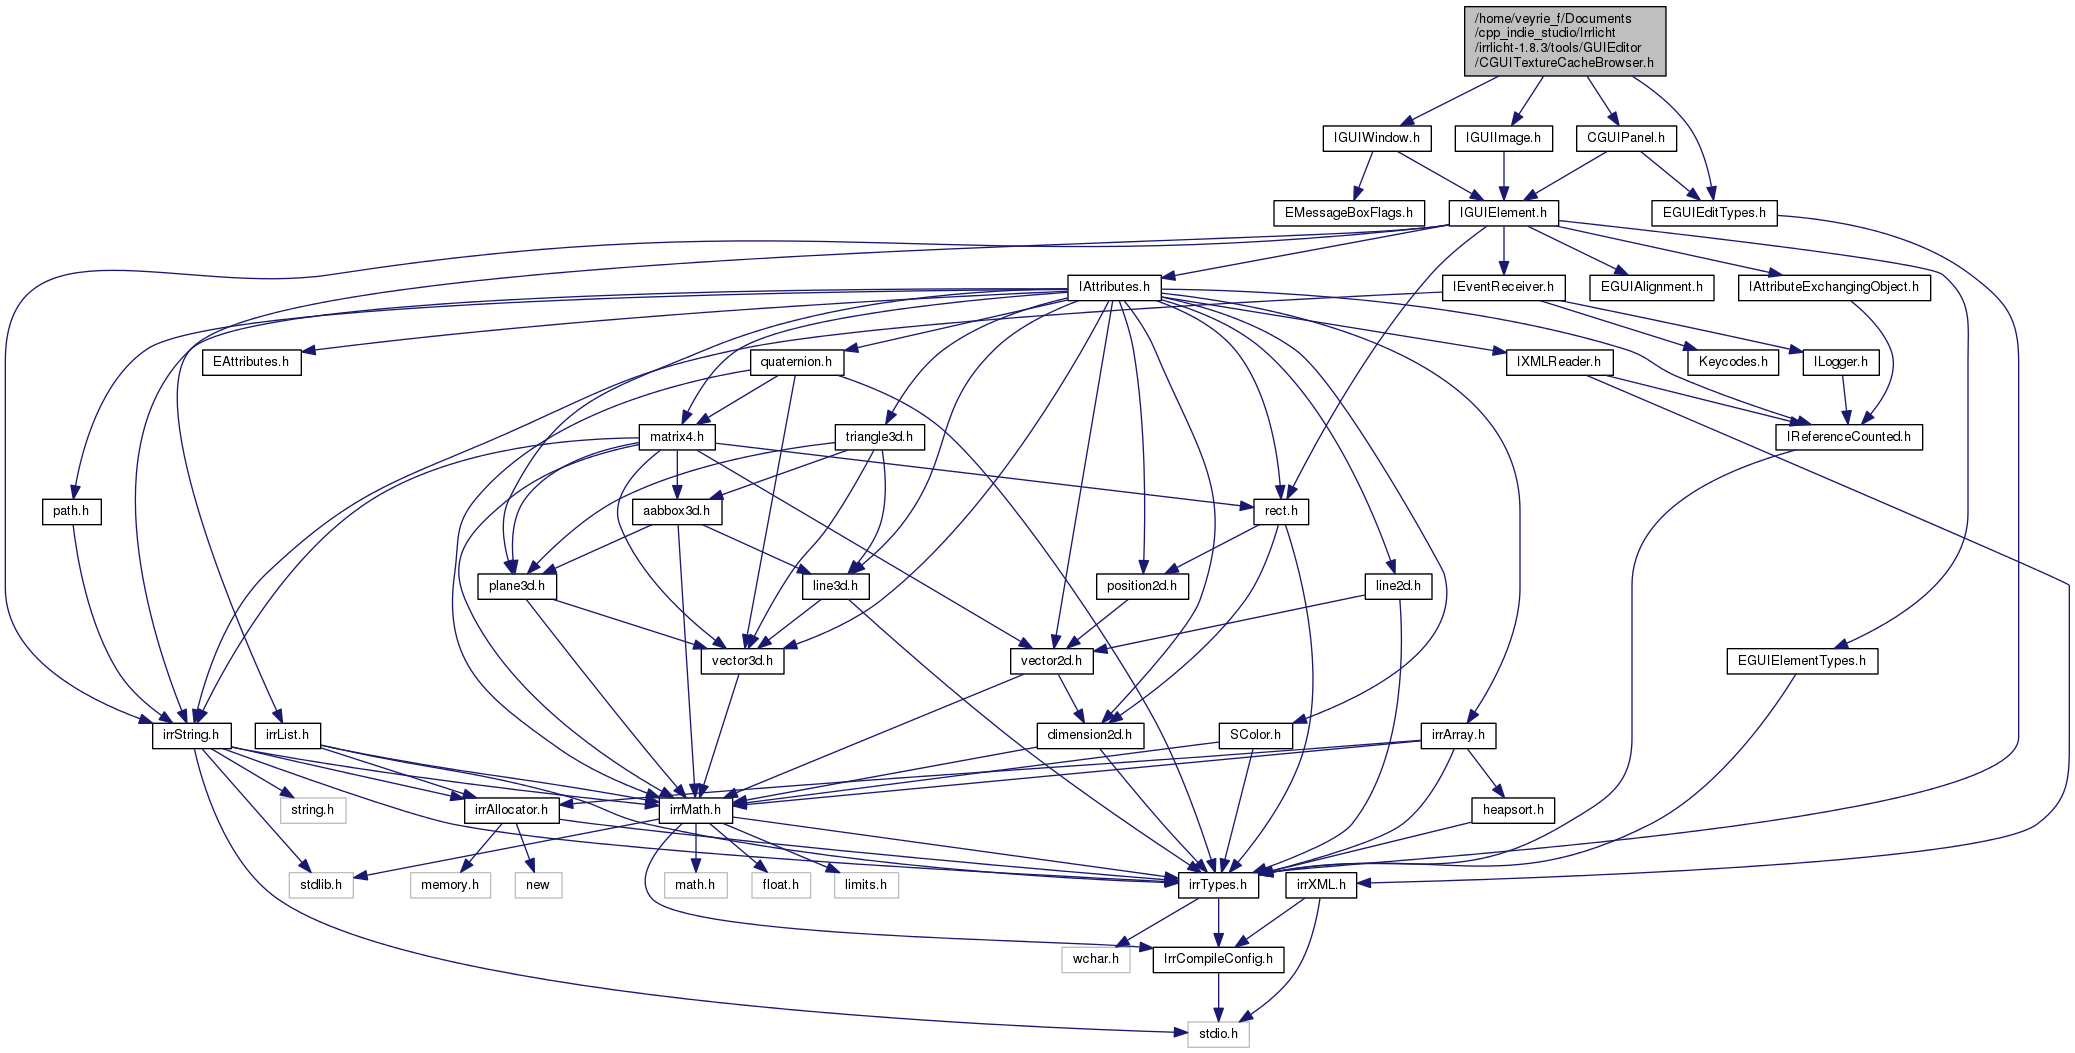 /home/veyrie_f/Documents
/cpp_indie_studio/Irrlicht
/irrlicht-1.8.3/tools/GUIEditor
/CGUITextureCacheBrowser.h
IGUIWindow.h
IGUIImage.h
CGUIPanel.h
EMessageBoxFlags.h
IGUIElement.h
EGUIEditTypes.h
IAttributes.h
IEventReceiver.h
EGUIAlignment.h
IAttributeExchangingObject.h
EAttributes.h
quaternion.h
IXMLReader.h
Keycodes.h
ILogger.h
matrix4.h
triangle3d.h
IReferenceCounted.h
path.h
aabbox3d.h
rect.h
plane3d.h
line3d.h
position2d.h
line2d.h
vector3d.h
vector2d.h
EGUIElementTypes.h
irrString.h
irrList.h
dimension2d.h
SColor.h
irrArray.h
string.h
irrAllocator.h
irrMath.h
heapsort.h
stdlib.h
memory.h
new
math.h
float.h
limits.h
irrTypes.h
irrXML.h
wchar.h
IrrCompileConfig.h
stdio.h